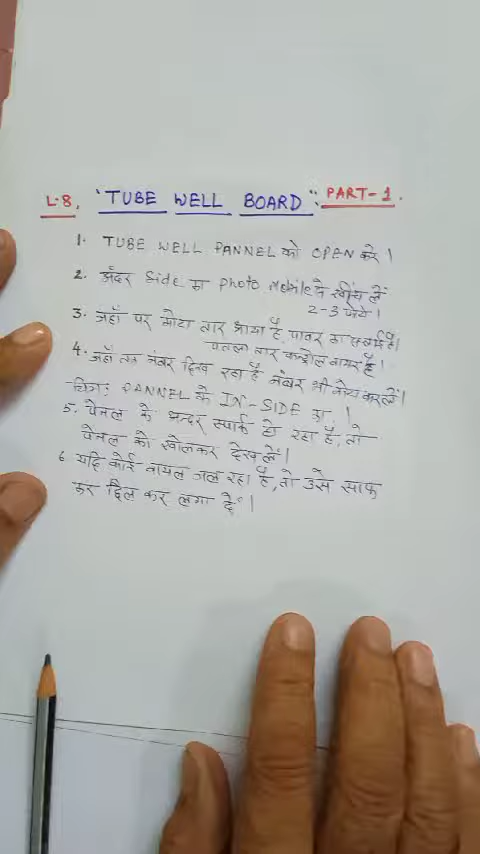 L-8. "TUBE WELL BOARD": PART-1.
1. TUBE WELL PANNEL को OPEN करे।
2. अंदर Side का photo Mobile से खींच लें
2-3 फोटो।
3. जहाँ पर मोटा तार आया है, पावर का सप्लाई है।
पतला तार कन्ट्रोल वायर है।
4. जहाँ तक नंबर दिख रहा है नंबर भी नोट करलें।
चित्र: PANNEL के IN-SIDE का।
5. पेनल के अन्दर स्पार्क हो रहा है, तो
पेनल को खोलकर देख लें।
6 यदि कोई वायर जल रहा है, तो उसे साफ
कर छिल कर लगा दें।